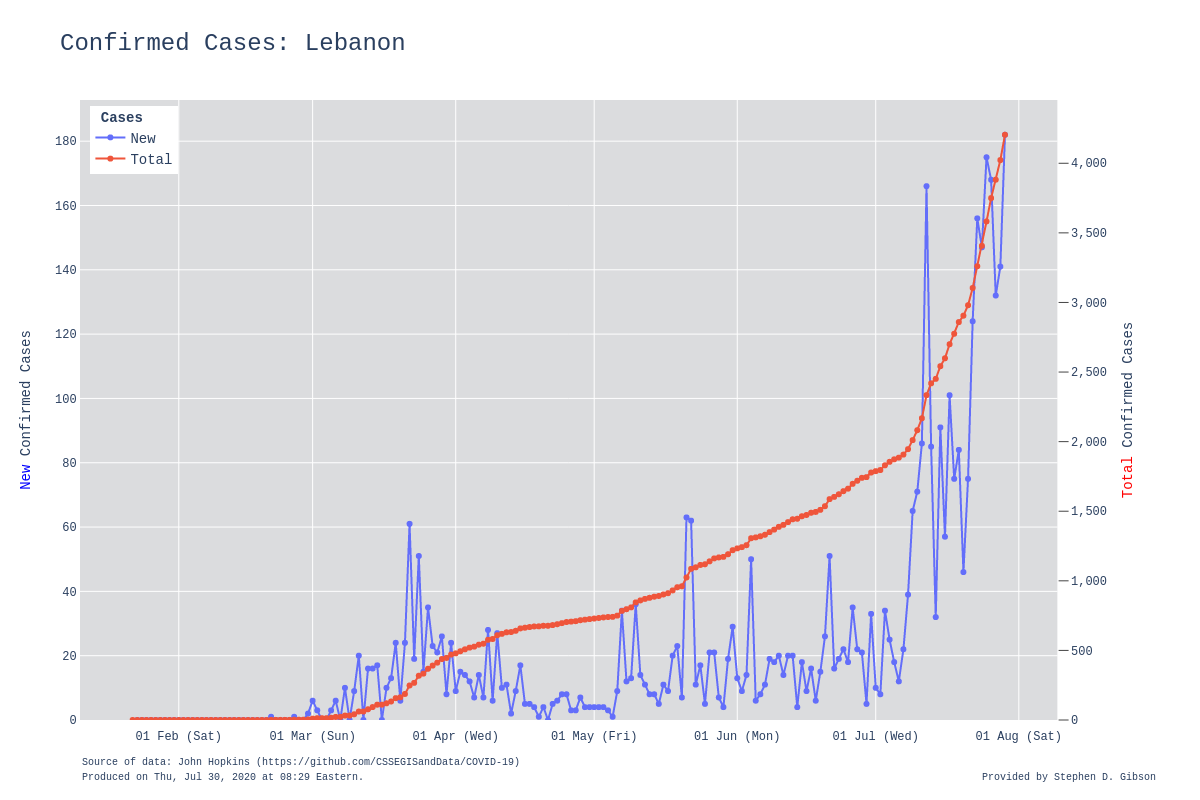 Confirmed Cases: Lebanon
Cases
New
Total
180
160
140
120
100
80
60
40
20
0
4,000
3,500
3,000
2,500
2,000
1,500
1,000
500
0
New Confirmed Cases
Total Confirmed Cases
01 Feb (Sat) 01 Mar (Sun) 01 Apr (Wed) 01 May (Fri) 01 Jun (Mon) 01 Jul (Wed) 01 Aug (Sat)
Source of data: John Hopkins (https://github.com/CSSEGISandData/COVID-19)
Produced on Thu, Jul 30, 2020 at 08:29 Eastern.
Provided by Stephen D. Gibson